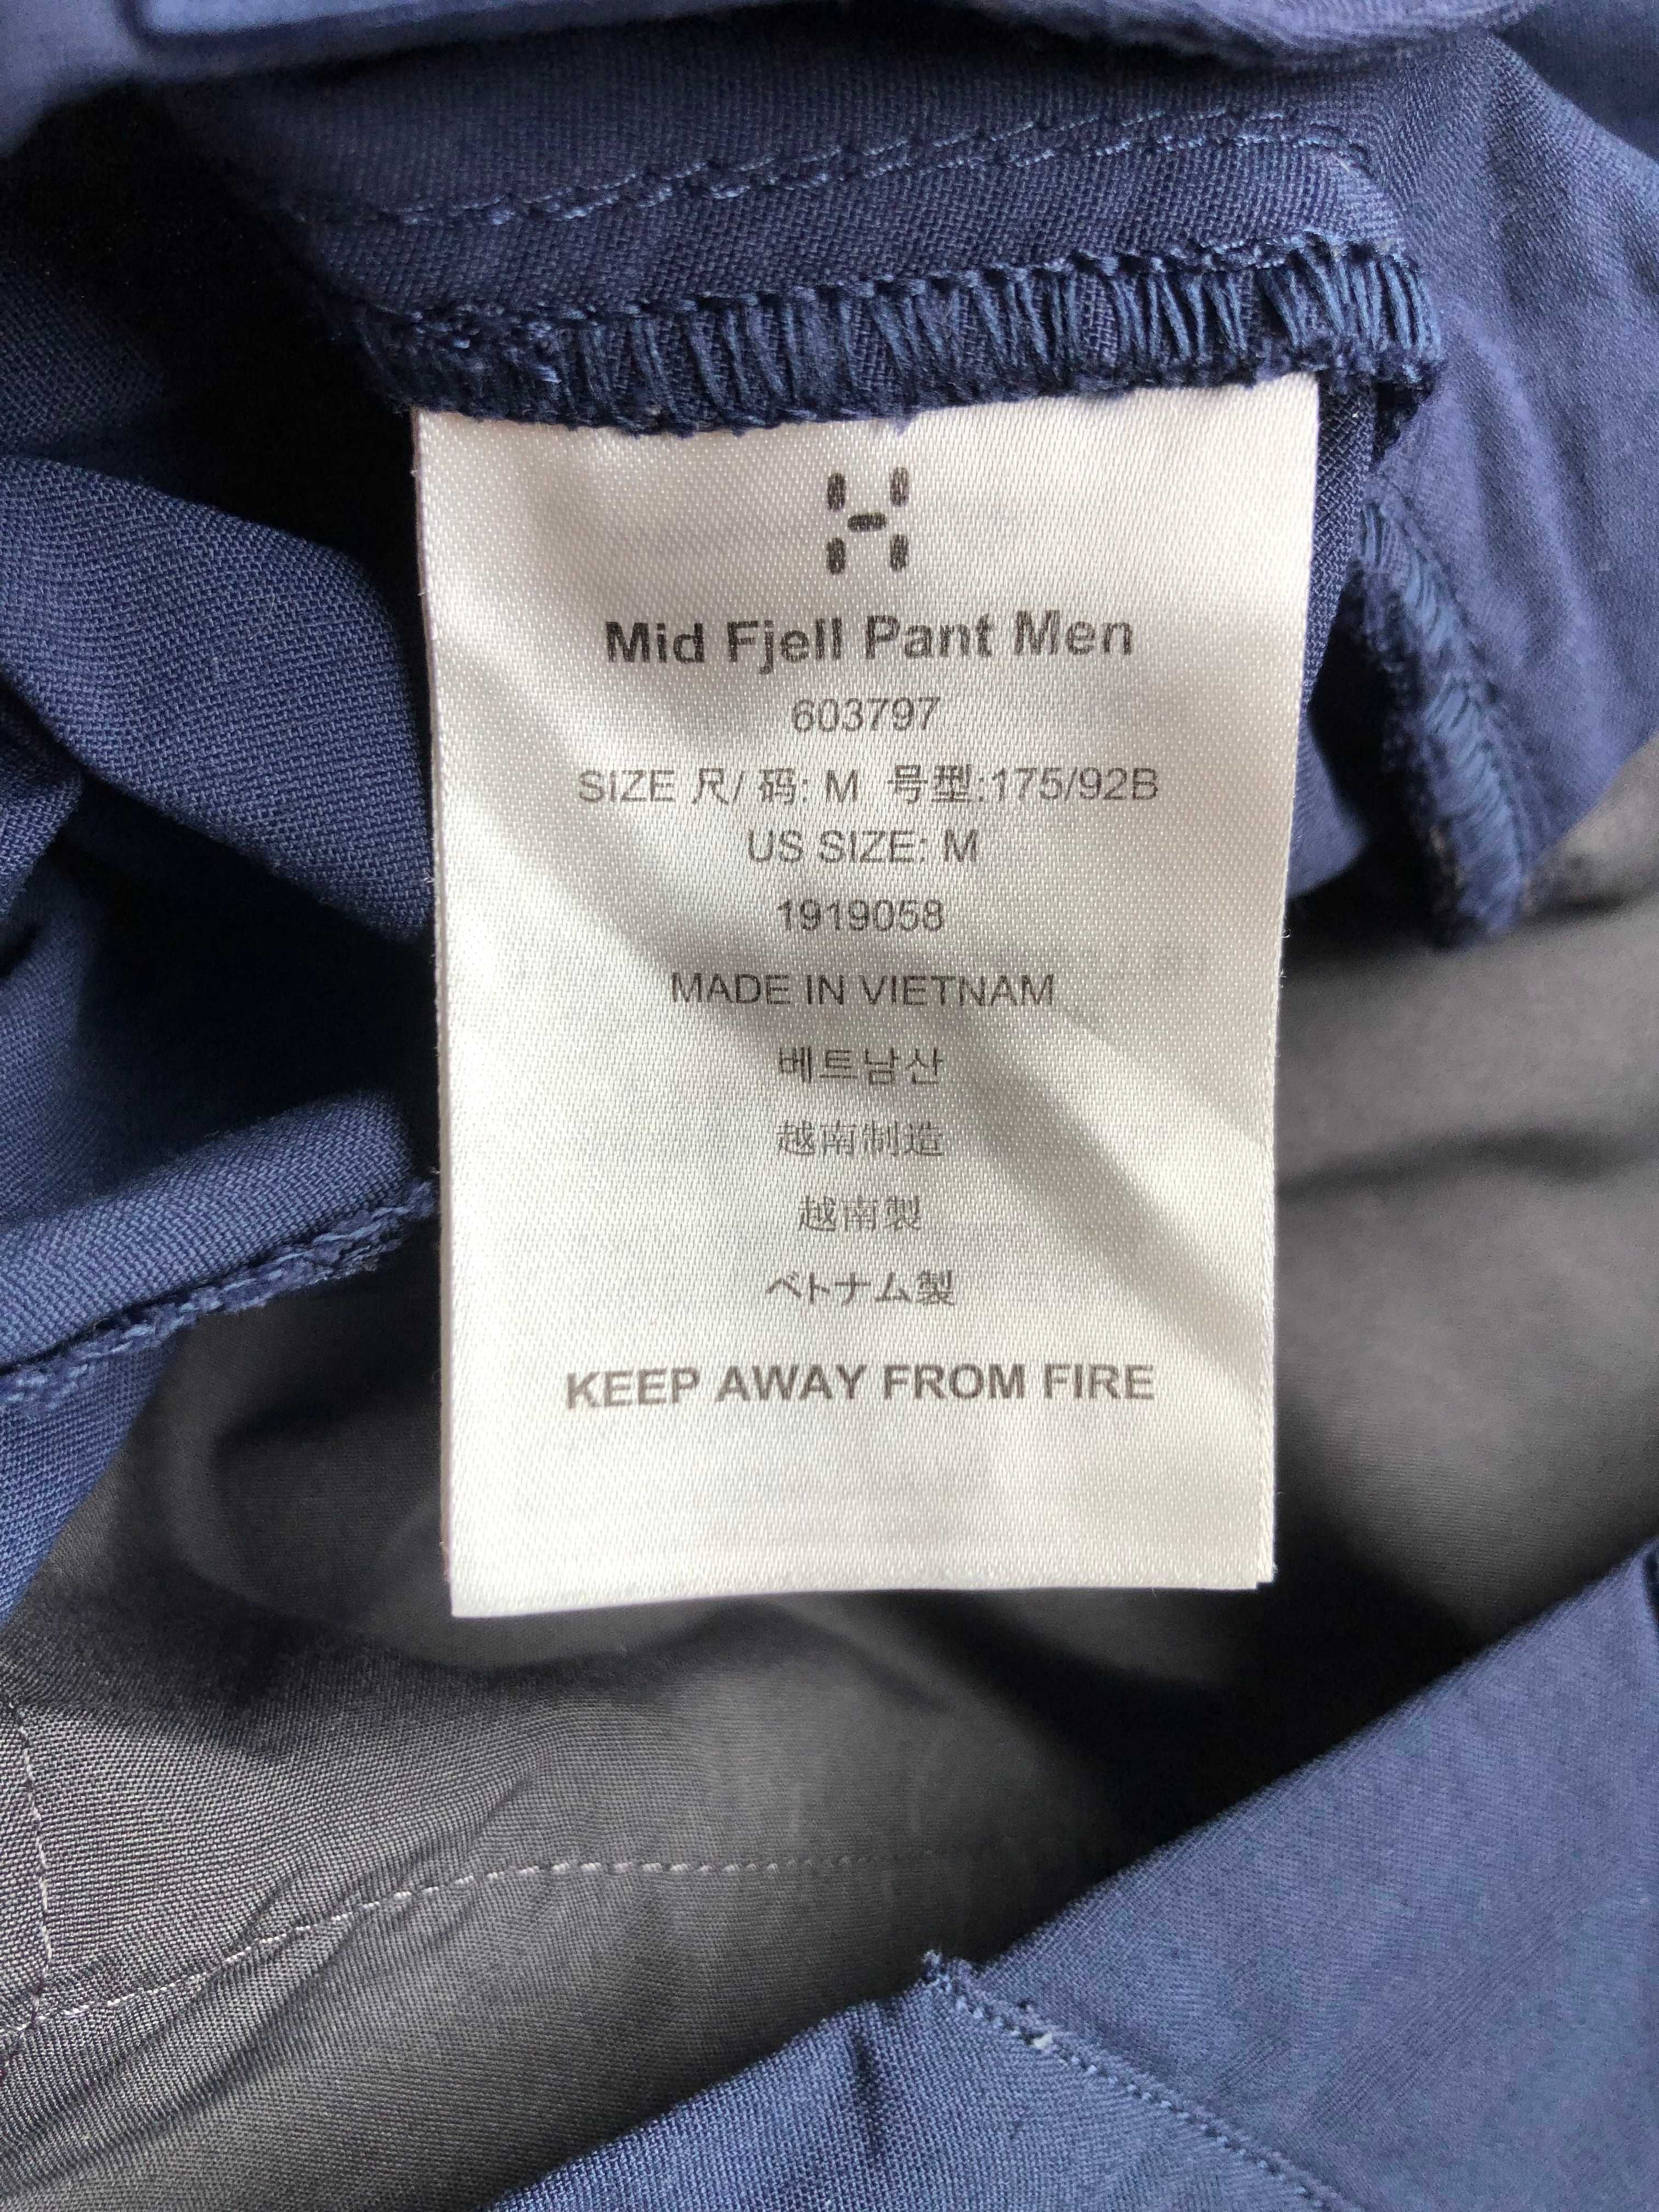 Mid Fjell Pant Men
603797
SIZE 尺/ 码: M 号型:175/92B
US SIZE: M
1919058
MADE IN VIETNAM
베트남산
越南制造
越南製
ベトナム製
KEEP AWAY FROM FIRE